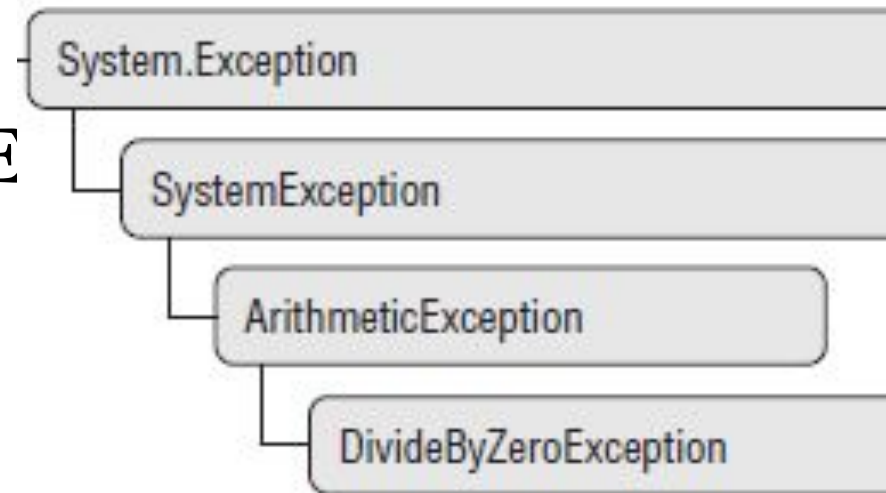 System.Exception
E
SystemException
ArithmeticException
DivideByZeroException